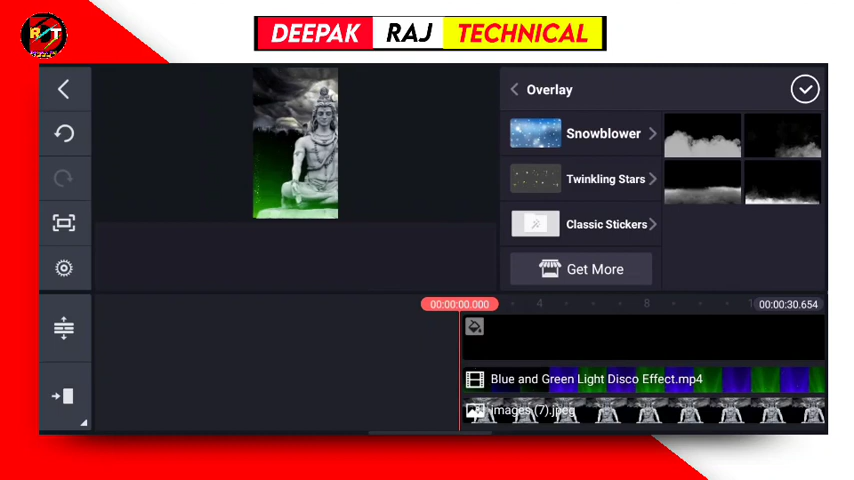 DEEPAK RAJ TECHNICAL
Overlay
Snowblower
Twinkling Stars
Classic Stickers
Get More
00:00:00.000
4
8
00:00:30.654
Blue and Green Light Disco Effect.mp4
images (7).jpeg